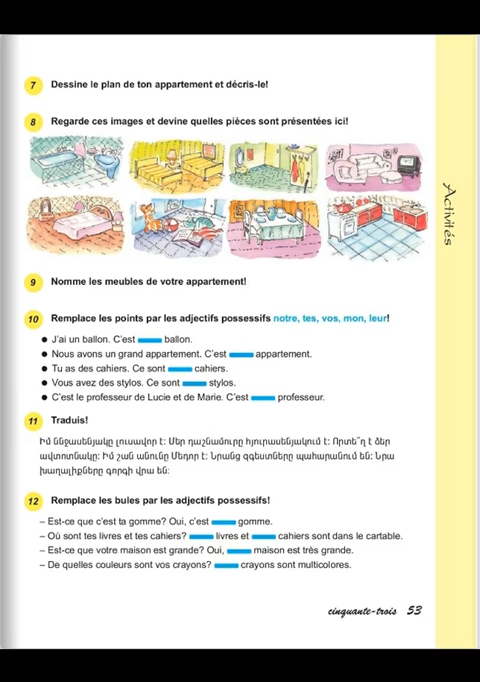 7 Dessine le plan de ton appartement et décris-le!
8 Regarde ces images et devine quelles pièces sont présentées ici!
Activités
9 Nomme les meubles de votre appartement!
10 Remplace les points par les adjectifs possessifs notre, tes, vos, mon, leur!
● J'ai un ballon. C'est ballon.
● Nous avons un grand appartement. C'est appartement.
● Tu as des cahiers. Ce sont cahiers.
● Vous avez des stylos. Ce sont stylos.
● C'est le professeur de Lucie et de Marie. C'est professeur.
11 Traduis!
Իմ ննջասենյակը լուսավոր է: Մեր դաշնամուրը հյուրասենյակում է: Որտե՞ղ է ձեր
ավտոտնակը: Իմ շան անունը Մեդոր է: Նրանց զգեստները պահարանում են: Նրա
խաղալիքները գորգի վրա են:
12 Remplace les bules par les adjectifs possessifs!
– Est-ce que c'est ta gomme? Oui, c'est gomme.
– Où sont tes livres et tes cahiers? livres et cahiers sont dans le cartable.
– Est-ce que votre maison est grande? Oui, maison est très grande.
– De quelles couleurs sont vos crayons? crayons sont multicolores.
cinquante-trois 53